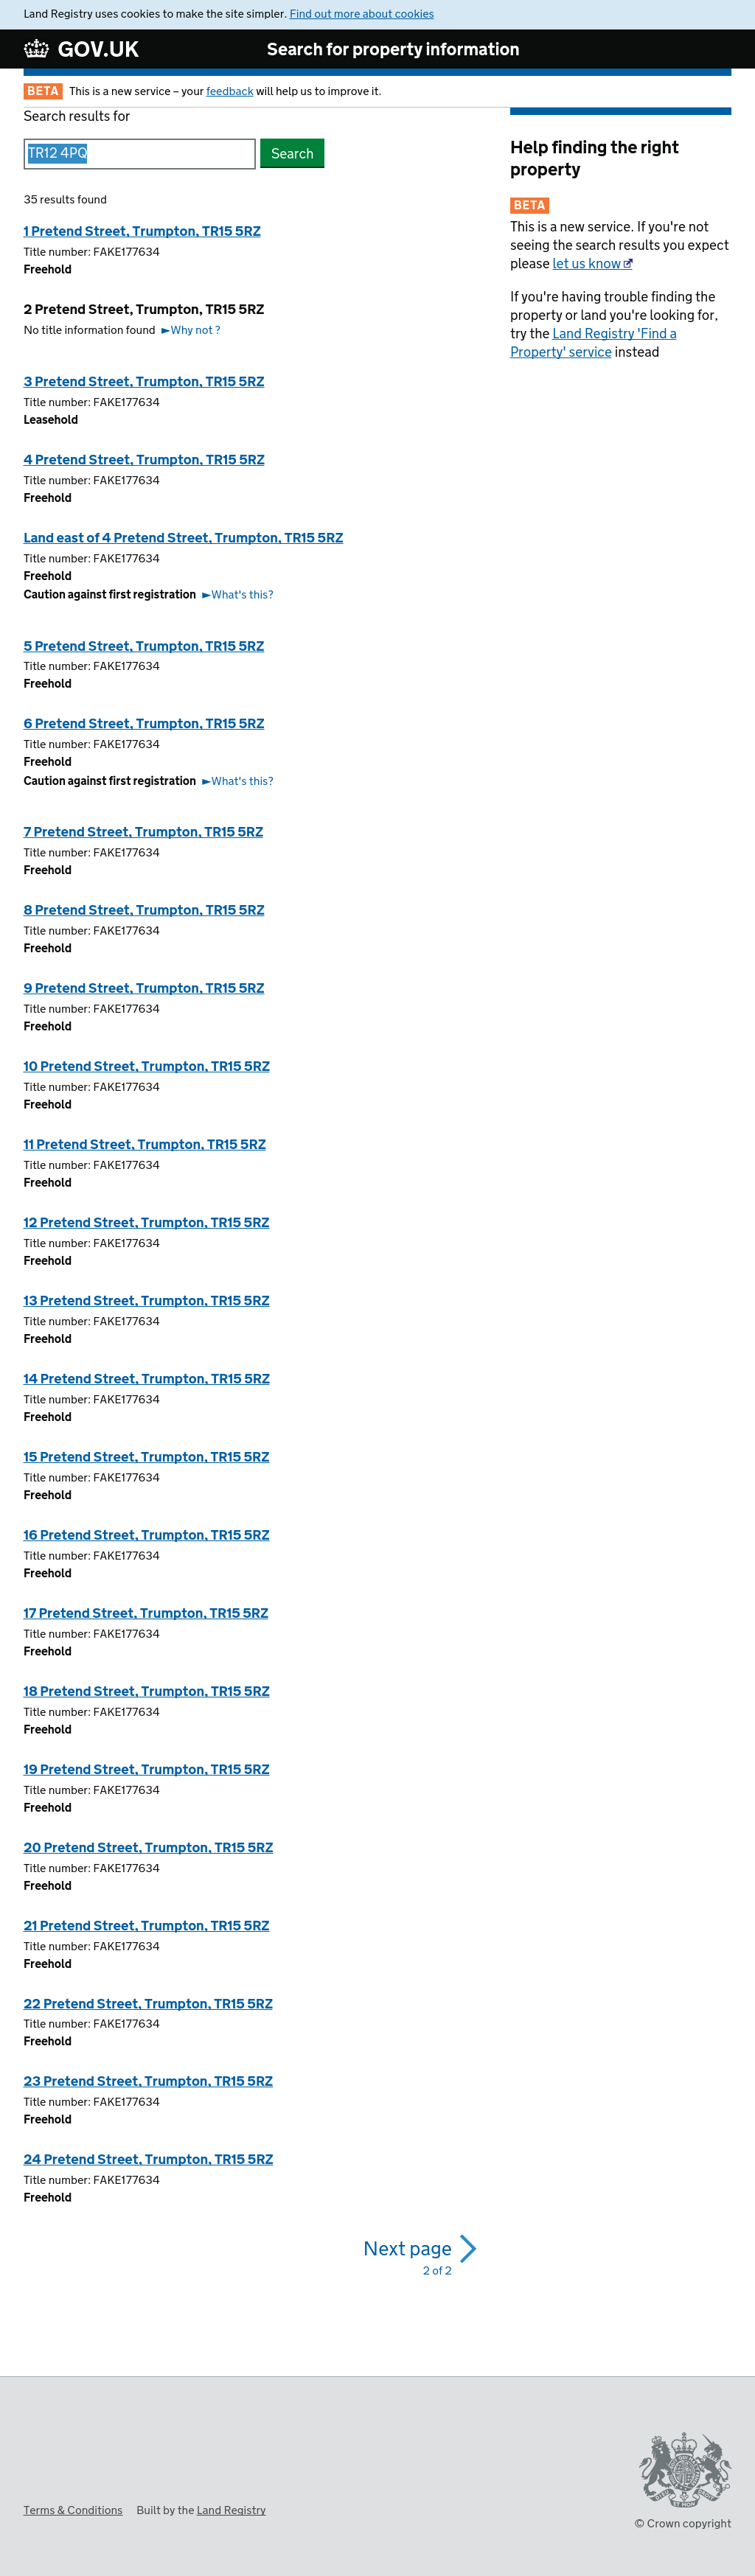 Land Registry uses cookies to make the site simpler. Find out more about cookies
GOV.UK
Search for property information
BETA This is a new service – your feedback will help us to improve it.
Search results for
TR12 4PQ
Search
35 results found
1 Pretend Street, Trumpton, TR15 5RZ
Title number: FAKE177634
Freehold
2 Pretend Street, Trumpton, TR15 5RZ
No title information found ►Why not ?
3 Pretend Street, Trumpton, TR15 5RZ
Title number: FAKE177634
Leasehold
4 Pretend Street, Trumpton, TR15 5RZ
Title number: FAKE177634
Freehold
Land east of 4 Pretend Street, Trumpton, TR15 5RZ
Title number: FAKE177634
Freehold
Caution against first registration ►What's this?
5 Pretend Street, Trumpton, TR15 5RZ
Title number: FAKE177634
Freehold
6 Pretend Street, Trumpton, TR15 5RZ
Title number: FAKE177634
Freehold
Caution against first registration ►What's this?
7 Pretend Street, Trumpton, TR15 5RZ
Title number: FAKE177634
Freehold
8 Pretend Street, Trumpton, TR15 5RZ
Title number: FAKE177634
Freehold
9 Pretend Street, Trumpton, TR15 5RZ
Title number: FAKE177634
Freehold
10 Pretend Street, Trumpton, TR15 5RZ
Title number: FAKE177634
Freehold
11 Pretend Street, Trumpton, TR15 5RZ
Title number: FAKE177634
Freehold
12 Pretend Street, Trumpton, TR15 5RZ
Title number: FAKE177634
Freehold
13 Pretend Street, Trumpton, TR15 5RZ
Title number: FAKE177634
Freehold
14 Pretend Street, Trumpton, TR15 5RZ
Title number: FAKE177634
Freehold
15 Pretend Street, Trumpton, TR15 5RZ
Title number: FAKE177634
Freehold
16 Pretend Street, Trumpton, TR15 5RZ
Title number: FAKE177634
Freehold
17 Pretend Street, Trumpton, TR15 5RZ
Title number: FAKE177634
Freehold
18 Pretend Street, Trumpton, TR15 5RZ
Title number: FAKE177634
Freehold
19 Pretend Street, Trumpton, TR15 5RZ
Title number: FAKE177634
Freehold
20 Pretend Street, Trumpton, TR15 5RZ
Title number: FAKE177634
Freehold
21 Pretend Street, Trumpton, TR15 5RZ
Title number: FAKE177634
Freehold
22 Pretend Street, Trumpton, TR15 5RZ
Title number: FAKE177634
Freehold
23 Pretend Street, Trumpton, TR15 5RZ
Title number: FAKE177634
Freehold
24 Pretend Street, Trumpton, TR15 5RZ
Title number: FAKE177634
Freehold
Next page
2 of 2
Help finding the right
property
BETA
This is a new service. If you're not
seeing the search results you expect
please let us know
If you're having trouble finding the
property or land you're looking for,
try the Land Registry 'Find a
Property' service instead
Terms & Conditions Built by the Land Registry
© Crown copyright